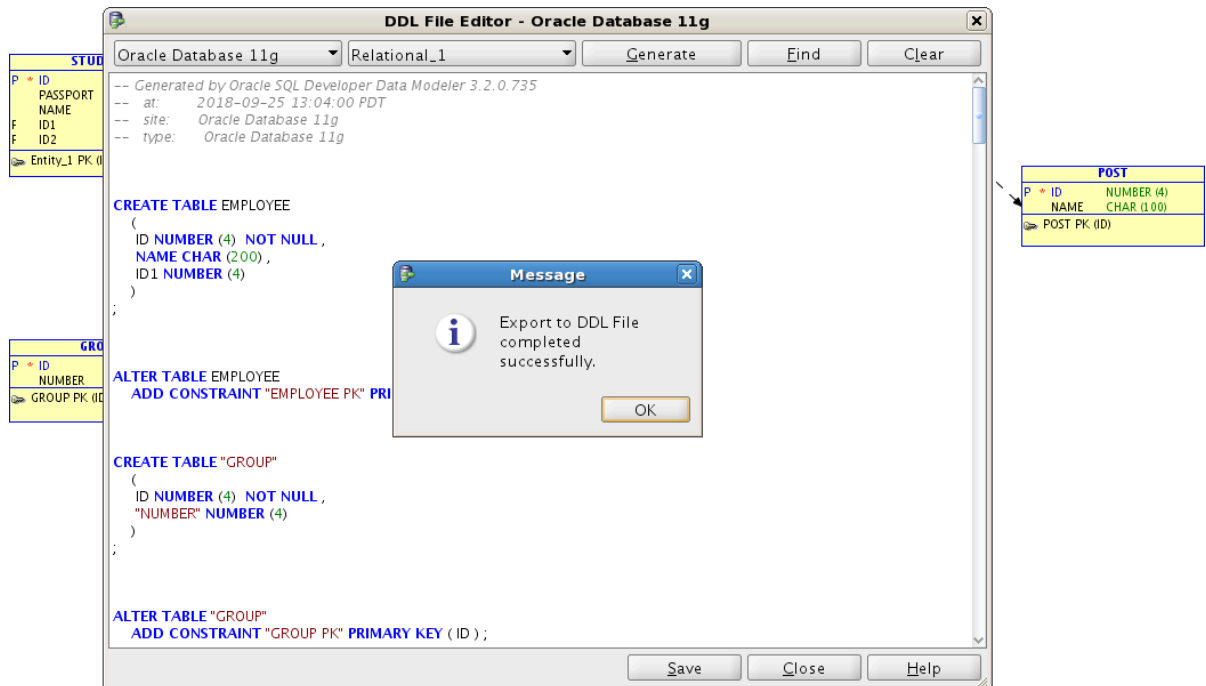 DDL File Editor - Oracle Database 11g
Oracle Database 11g Relational_1 Generate Find Clear
-- Generated by Oracle SQL Developer Data Modeler 3.2.0.735
-- at: 2018-09-25 13:04:00 PDT
-- site: Oracle Database 11g
-- type: Oracle Database 11g
CREATE TABLE EMPLOYEE
(
ID NUMBER (4) NOT NULL ,
NAME CHAR (200) ,
ID1 NUMBER (4)
)
;
ALTER TABLE EMPLOYEE
ADD CONSTRAINT "EMPLOYEE PK" PRI
CREATE TABLE "GROUP"
(
ID NUMBER (4) NOT NULL ,
"NUMBER" NUMBER (4)
)
;
ALTER TABLE "GROUP"
ADD CONSTRAINT "GROUP PK" PRIMARY KEY ( ID ) ;
Save Close Help
Message
Export to DDL File
completed
successfully.
OK
STUD
P * ID
PASSPORT
NAME
F ID1
F ID2
Entity_1 PK (I
GRO
P * ID
NUMBER
GROUP PK (ID
POST
P * ID NUMBER (4)
NAME CHAR (100)
POST PK (ID)